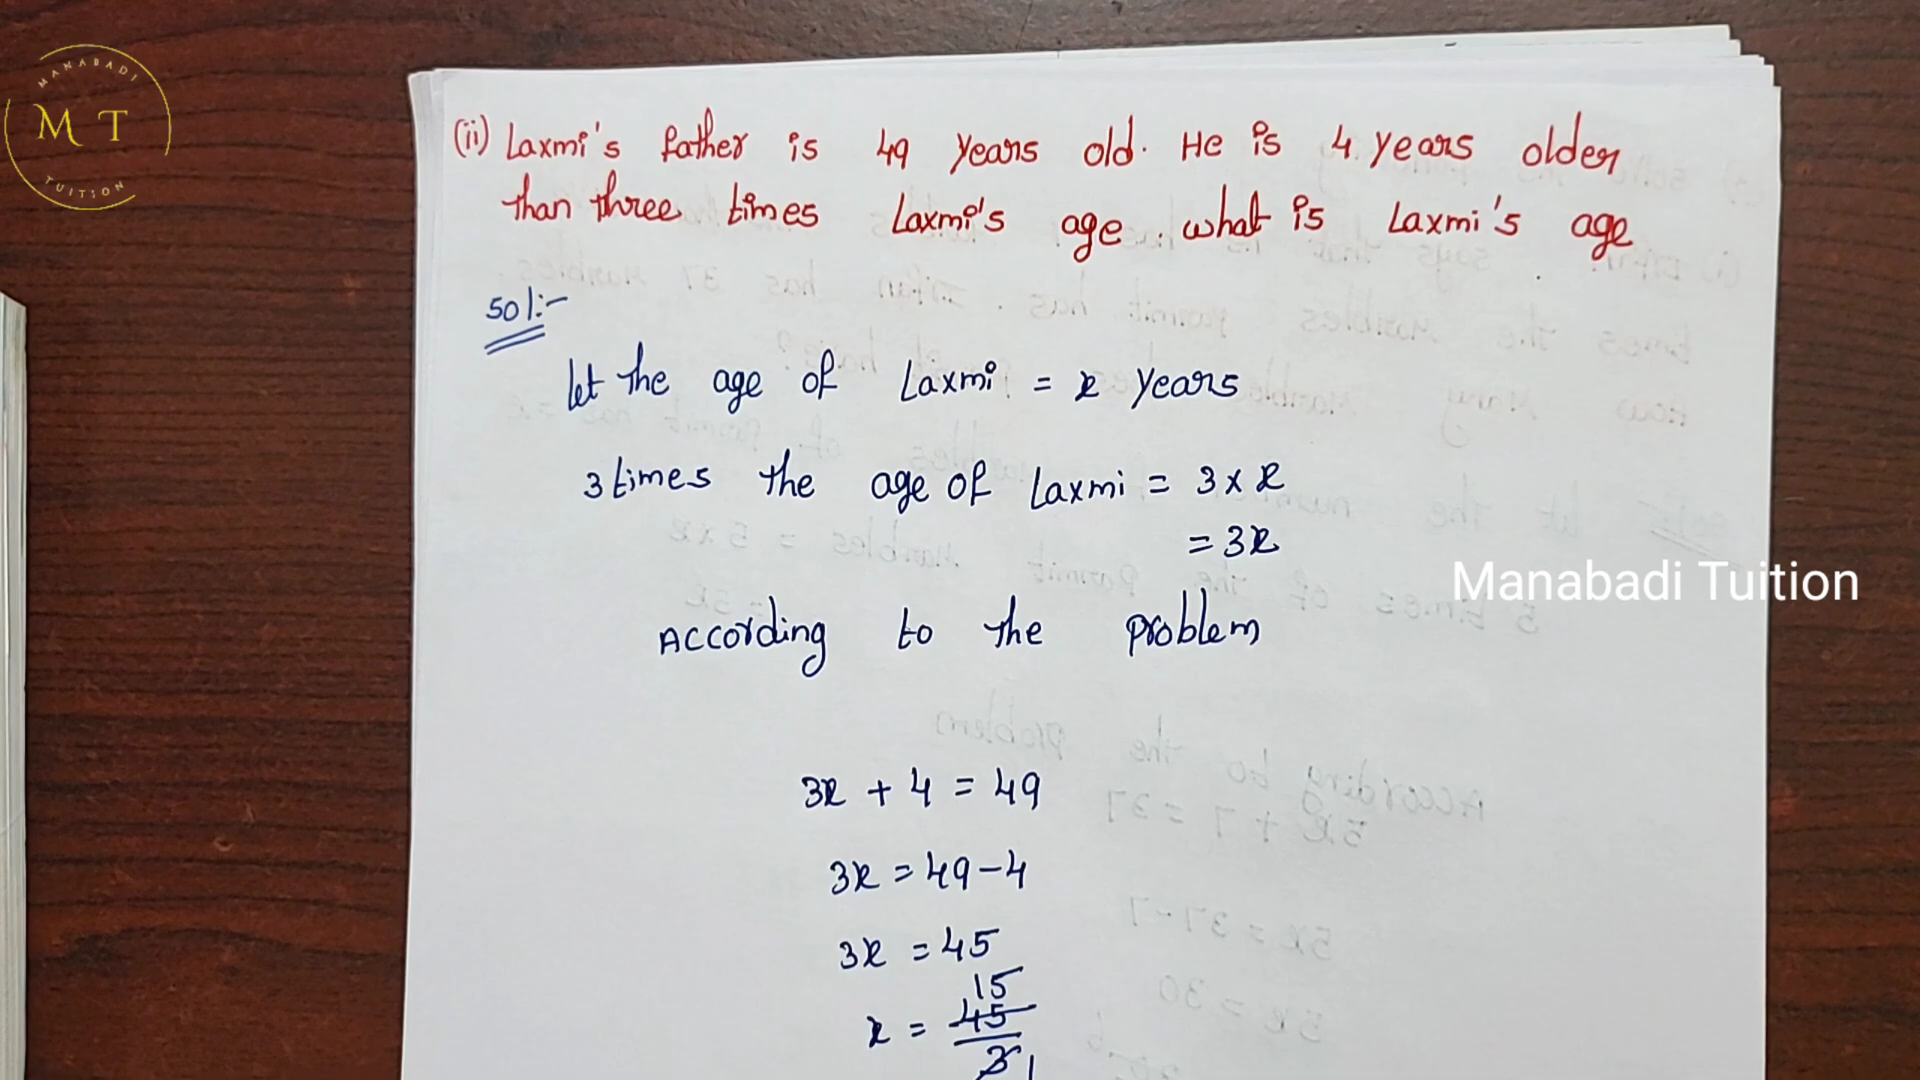 MANABADI
MT
TUITION
(ii) Laxmi's father is 49 years old. He is 4 years older
than three times Laxmi's age. what is Laxmi's age
Sol:-
let the age of Laxmi = x years
3 times the age of Laxmi = 3 × x
= 3x
Manabadi Tuition
According to the problem
3x + 4 = 49
3x = 49 - 4
3x = 45
15
x = 45
3 1